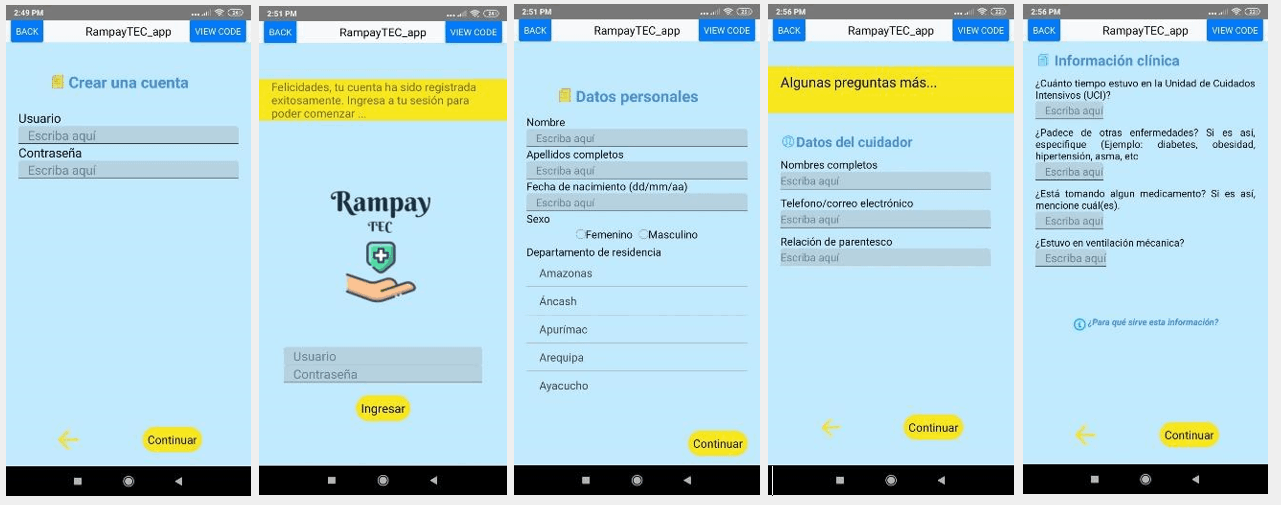 2:49 PM
24
BACK
RampayTEC_app
VIEW CODE
Crear una cuenta
Usuario
Escriba aquí
Contraseña
Escriba aquí
Continuar
2:51 PM
24
BACK
RampayTEC_app
VIEW CODE
Felicidades, tu cuenta ha sido registrada
exitosamente. Ingresa a tu sesión para
poder comenzar ...
Rampay
TEC
Usuario
Contraseña
Ingresar
2:51 PM
23
BACK
RampayTEC_app
VIEW CODE
Datos personales
Nombre
Escriba aquí
Apellidos completos
Escriba aquí
Fecha de nacimiento (dd/mm/aa)
Escriba aquí
Sexo
Femenino Masculino
Departamento de residencia
Amazonas
Áncash
Apurímac
Arequipa
Ayacucho
Continuar
2:56 PM
22
BACK
RampayTEC_app
VIEW CODE
Algunas preguntas más...
Datos del cuidador
Nombres completos
Escriba aquí
Telefono/correo electrónico
Escriba aquí
Relación de parentesco
Escriba aquí
Continuar
2:56 PM
22
BACK
RampayTEC_app
VIEW CODE
Información clínica
¿Cuánto tiempo estuvo en la Unidad de Cuidados
Intensivos (UCI)?
Escriba aquí
¿Padece de otras enfermedades? Si es así,
especifique (Ejemplo: diabetes, obesidad,
hipertensión, asma, etc
Escriba aquí
¿Está tomando algun medicamento? Si es así,
mencione cuál(es).
Escriba aquí
¿Estuvo en ventilación mécanica?
Escriba aquí
¿Para qué sirve esta información?
Continuar